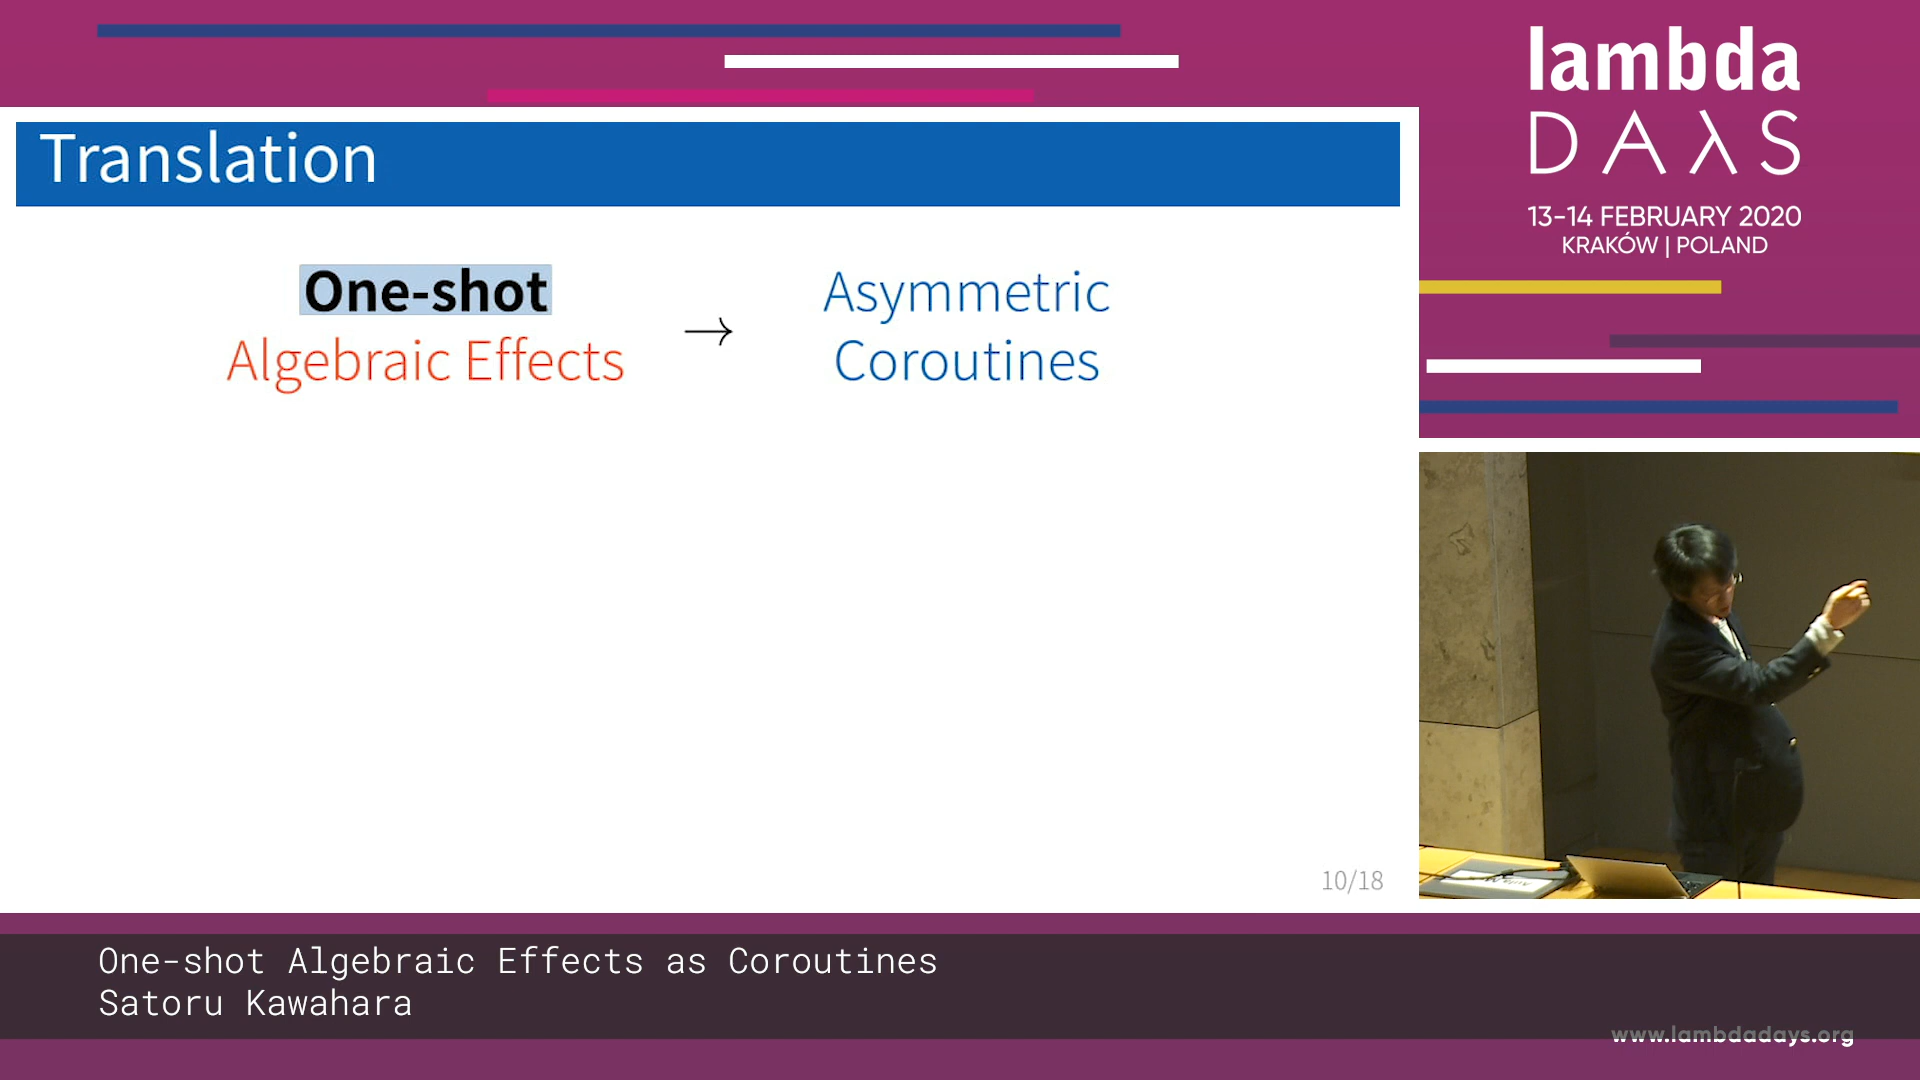 lambda
DAλS
13-14 FEBRUARY 2020
KRAKÓW | POLAND
Translation
One-shot
Algebraic Effects
→
Asymmetric
Coroutines
10/18
One-shot Algebraic Effects as Coroutines
Satoru Kawahara
www.lambdadays.org